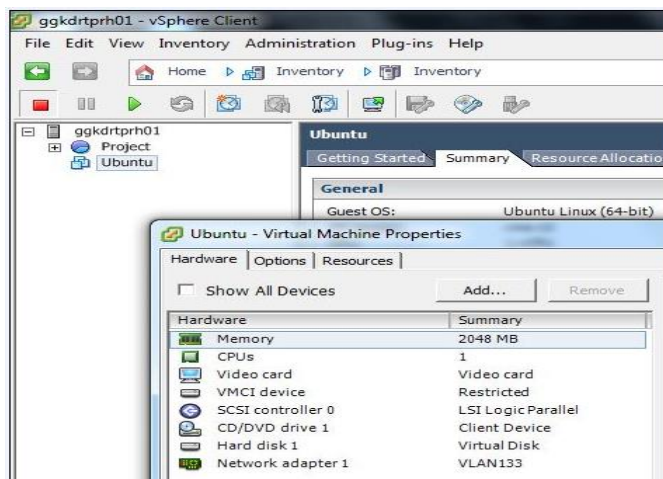 ggkdrtprh01 - vSphere Client
File Edit View Inventory Administration Plug-ins Help
Home Inventory Inventory
ggkdrtprh01
Project
Ubuntu
Ubuntu
Getting Started Summary Resource Allocatio
General
Guest OS: Ubuntu Linux (64-bit)
Ubuntu - Virtual Machine Properties
Hardware Options Resources
Show All Devices Add... Remove
Hardware Summary
Memory 2048 MB
CPUs 1
Video card Video card
VMCI device Restricted
SCSI controller 0 LSI Logic Parallel
CD/DVD drive 1 Client Device
Hard disk 1 Virtual Disk
Network adapter 1 VLAN133